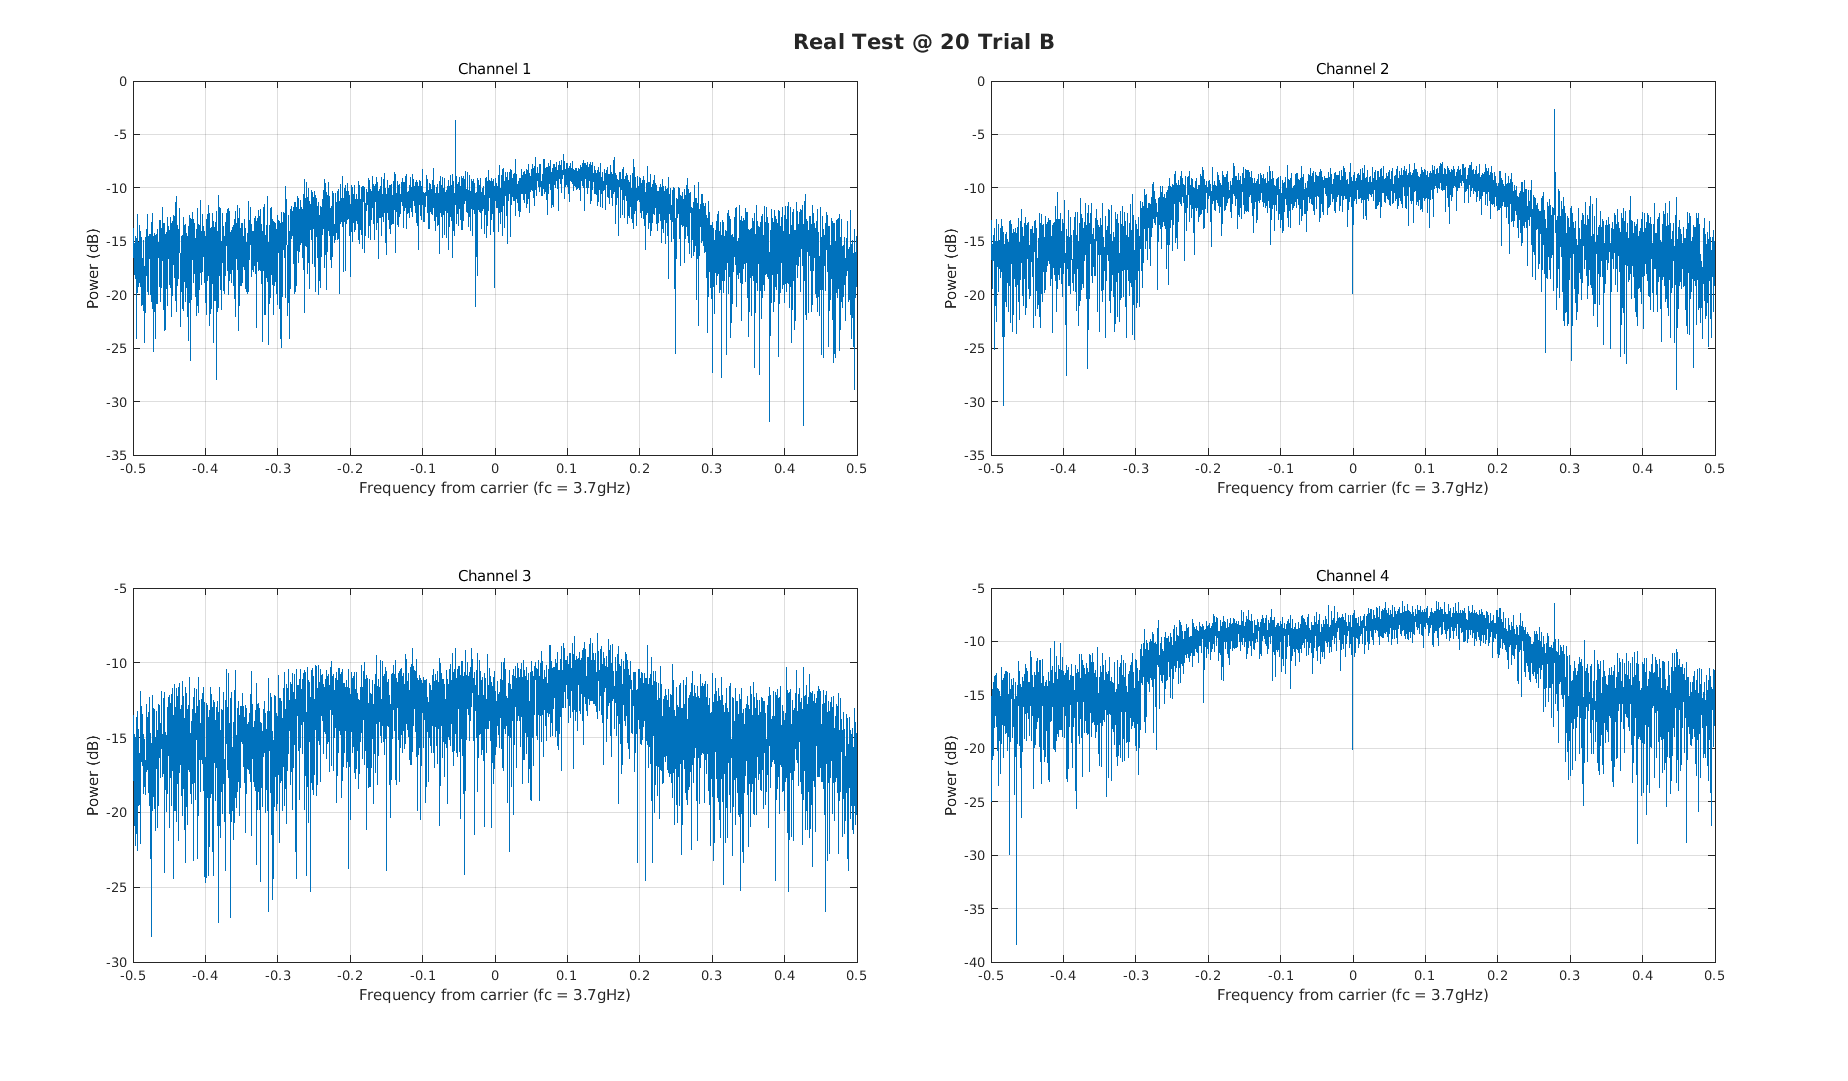 Real Test @ 20 Trial B
Channel 1
0
-5
-10
-15
-20
-25
-30
-35
Power (dB)
-0.5 -0.4 -0.3 -0.2 -0.1 0 0.1 0.2 0.3 0.4 0.5
Frequency from carrier (fc = 3.7gHz)
Channel 2
0
-5
-10
-15
-20
-25
-30
-35
Power (dB)
-0.5 -0.4 -0.3 -0.2 -0.1 0 0.1 0.2 0.3 0.4 0.5
Frequency from carrier (fc = 3.7gHz)
Channel 3
-5
-10
-15
-20
-25
-30
Power (dB)
-0.5 -0.4 -0.3 -0.2 -0.1 0 0.1 0.2 0.3 0.4 0.5
Frequency from carrier (fc = 3.7gHz)
Channel 4
-5
-10
-15
-20
-25
-30
-35
-40
Power (dB)
-0.5 -0.4 -0.3 -0.2 -0.1 0 0.1 0.2 0.3 0.4 0.5
Frequency from carrier (fc = 3.7gHz)